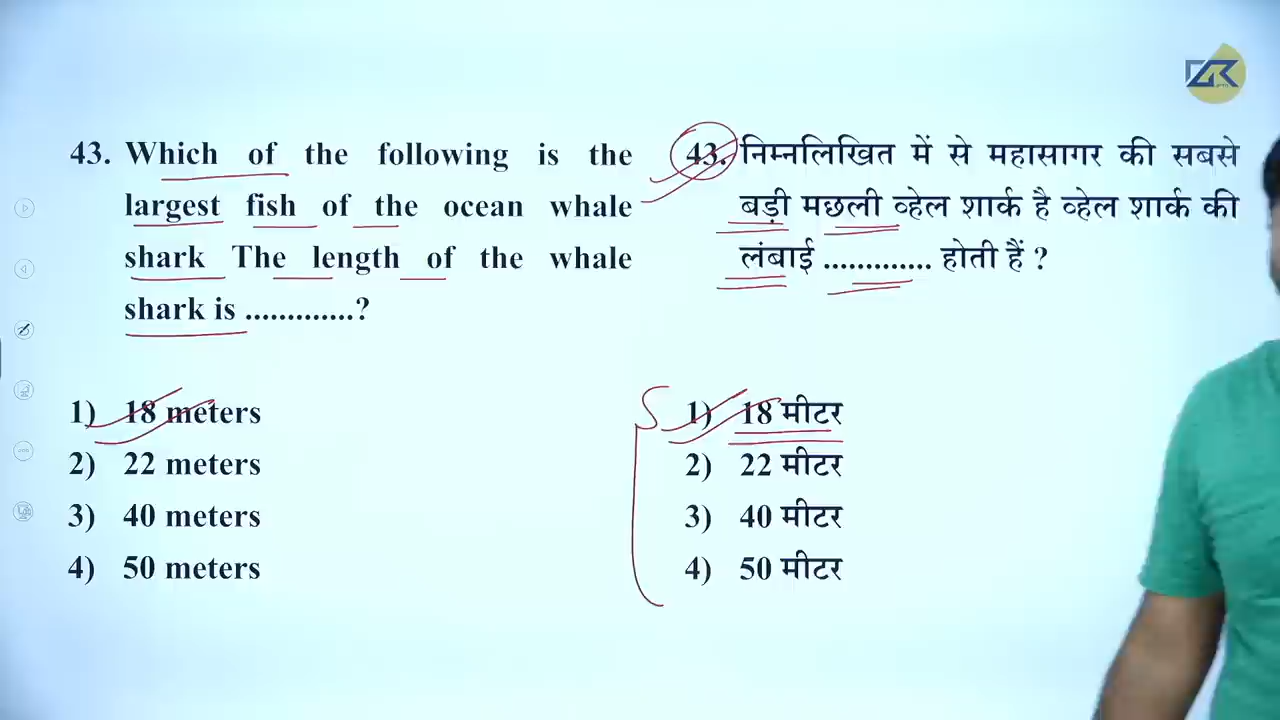 43. Which of the following is the
largest fish of the ocean whale
shark The length of the whale
shark is .............?
1) 18 meters
2) 22 meters
3) 40 meters
4) 50 meters
43. निम्नलिखित में से महासागर की सबसे
बड़ी मछली व्हेल शार्क है व्हेल शार्क की
लंबाई ............. होती हैं ?
1) 18 मीटर
2) 22 मीटर
3) 40 मीटर
4) 50 मीटर